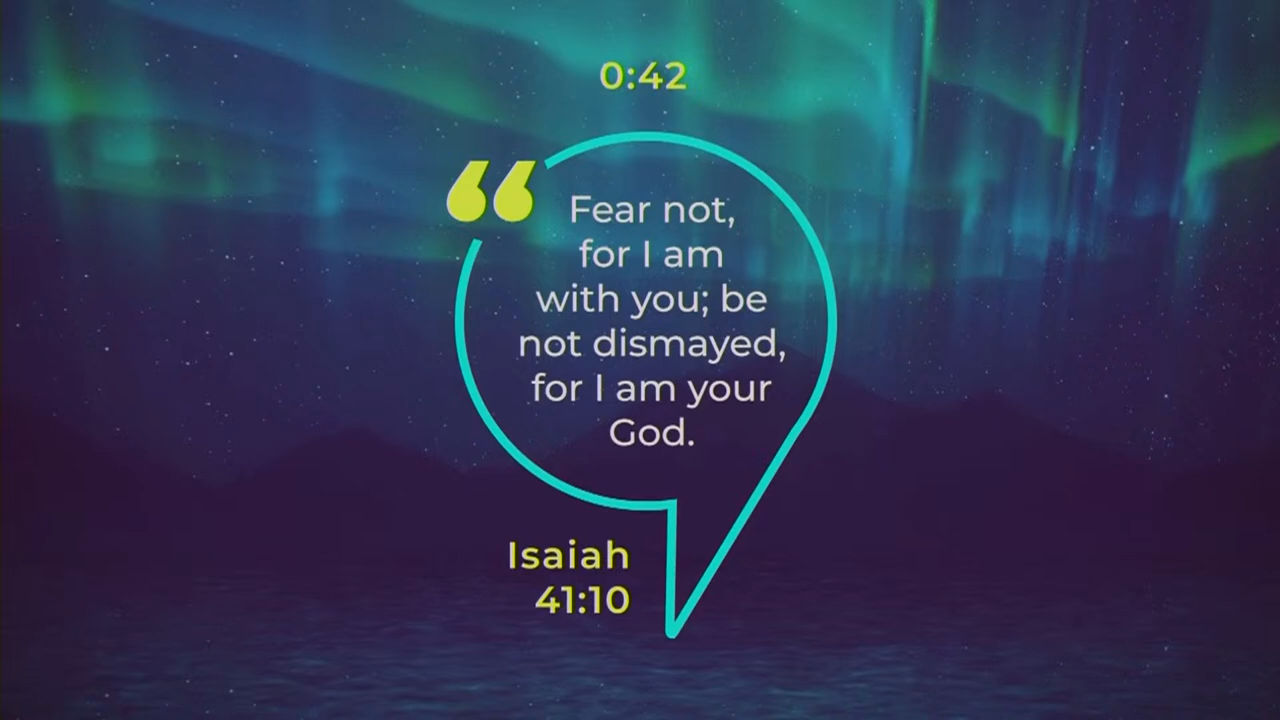 0:42
“
Fear not,
for I am
with you; be
not dismayed,
for I am your
God.
Isaiah
41:10